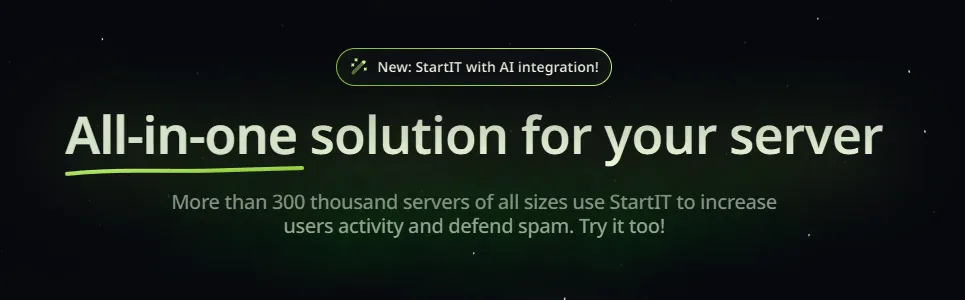 New: StartIT with AI integration!
All-in-one solution for your server
More than 300 thousand servers of all sizes use StartIT to increase
users activity and defend spam. Try it too!